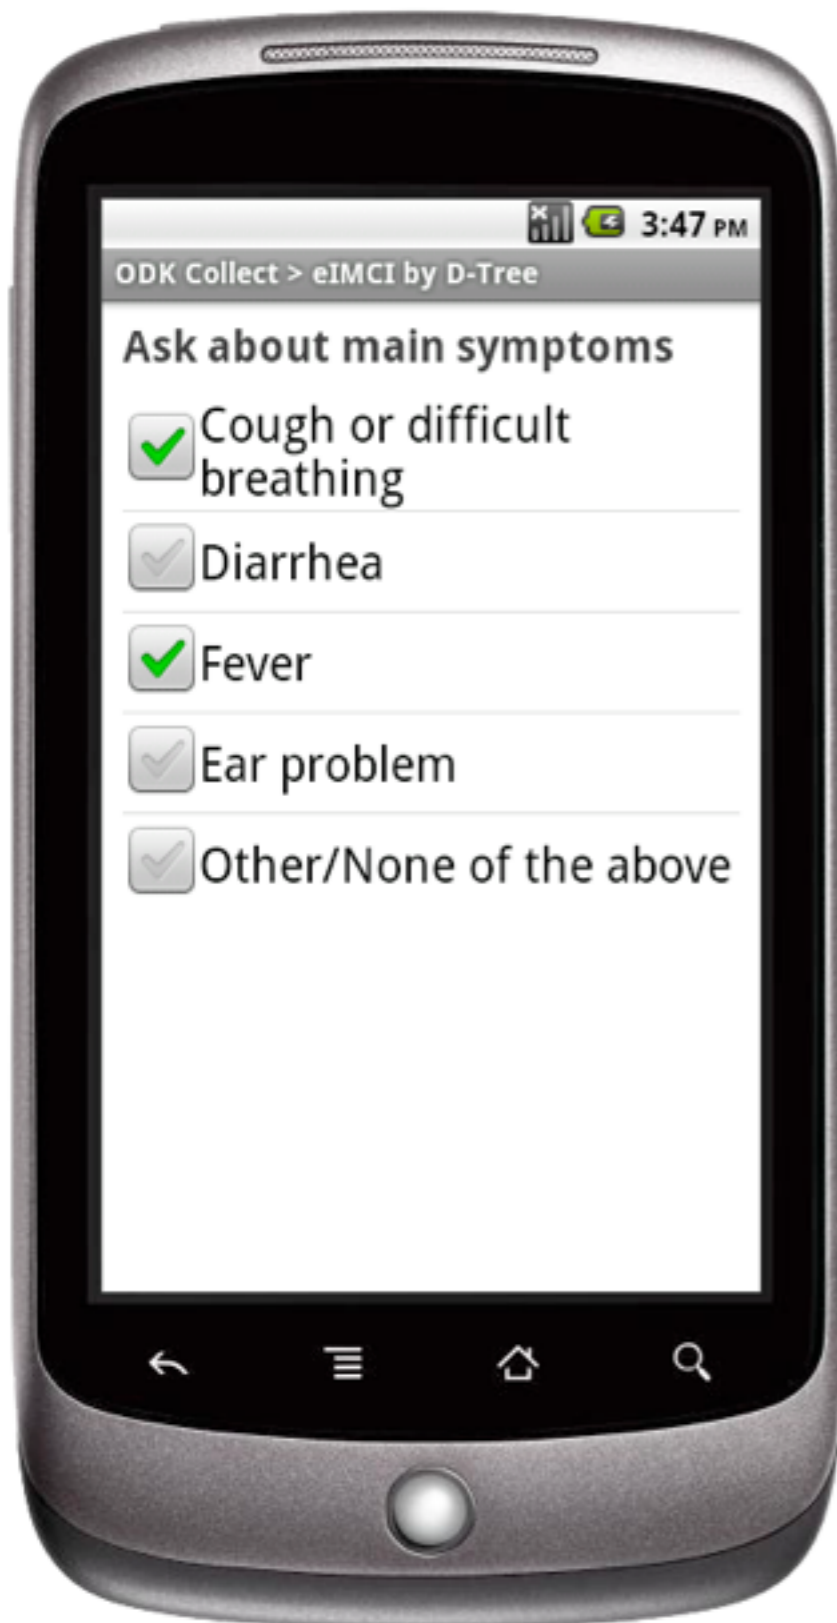 3:47 PM
ODK Collect > eIMCI by D-Tree
Ask about main symptoms
Cough or difficult
breathing
Diarrhea
Fever
Ear problem
Other/None of the above